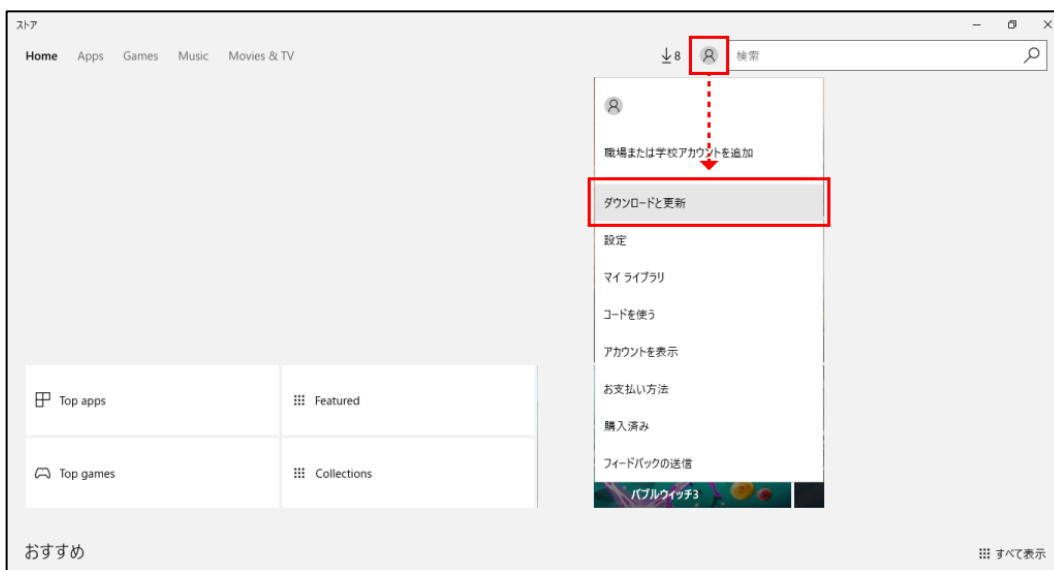 ストア
Home Apps Games Music Movies & TV
8
検索
職場または学校アカウントを追加
ダウンロードと更新
設定
マイ ライブラリ
コードを使う
アカウントを表示
お支払い方法
購入済み
フィードバックの送信
バブルウィッチ3
Top apps
Featured
Top games
Collections
おすすめ
すべて表示